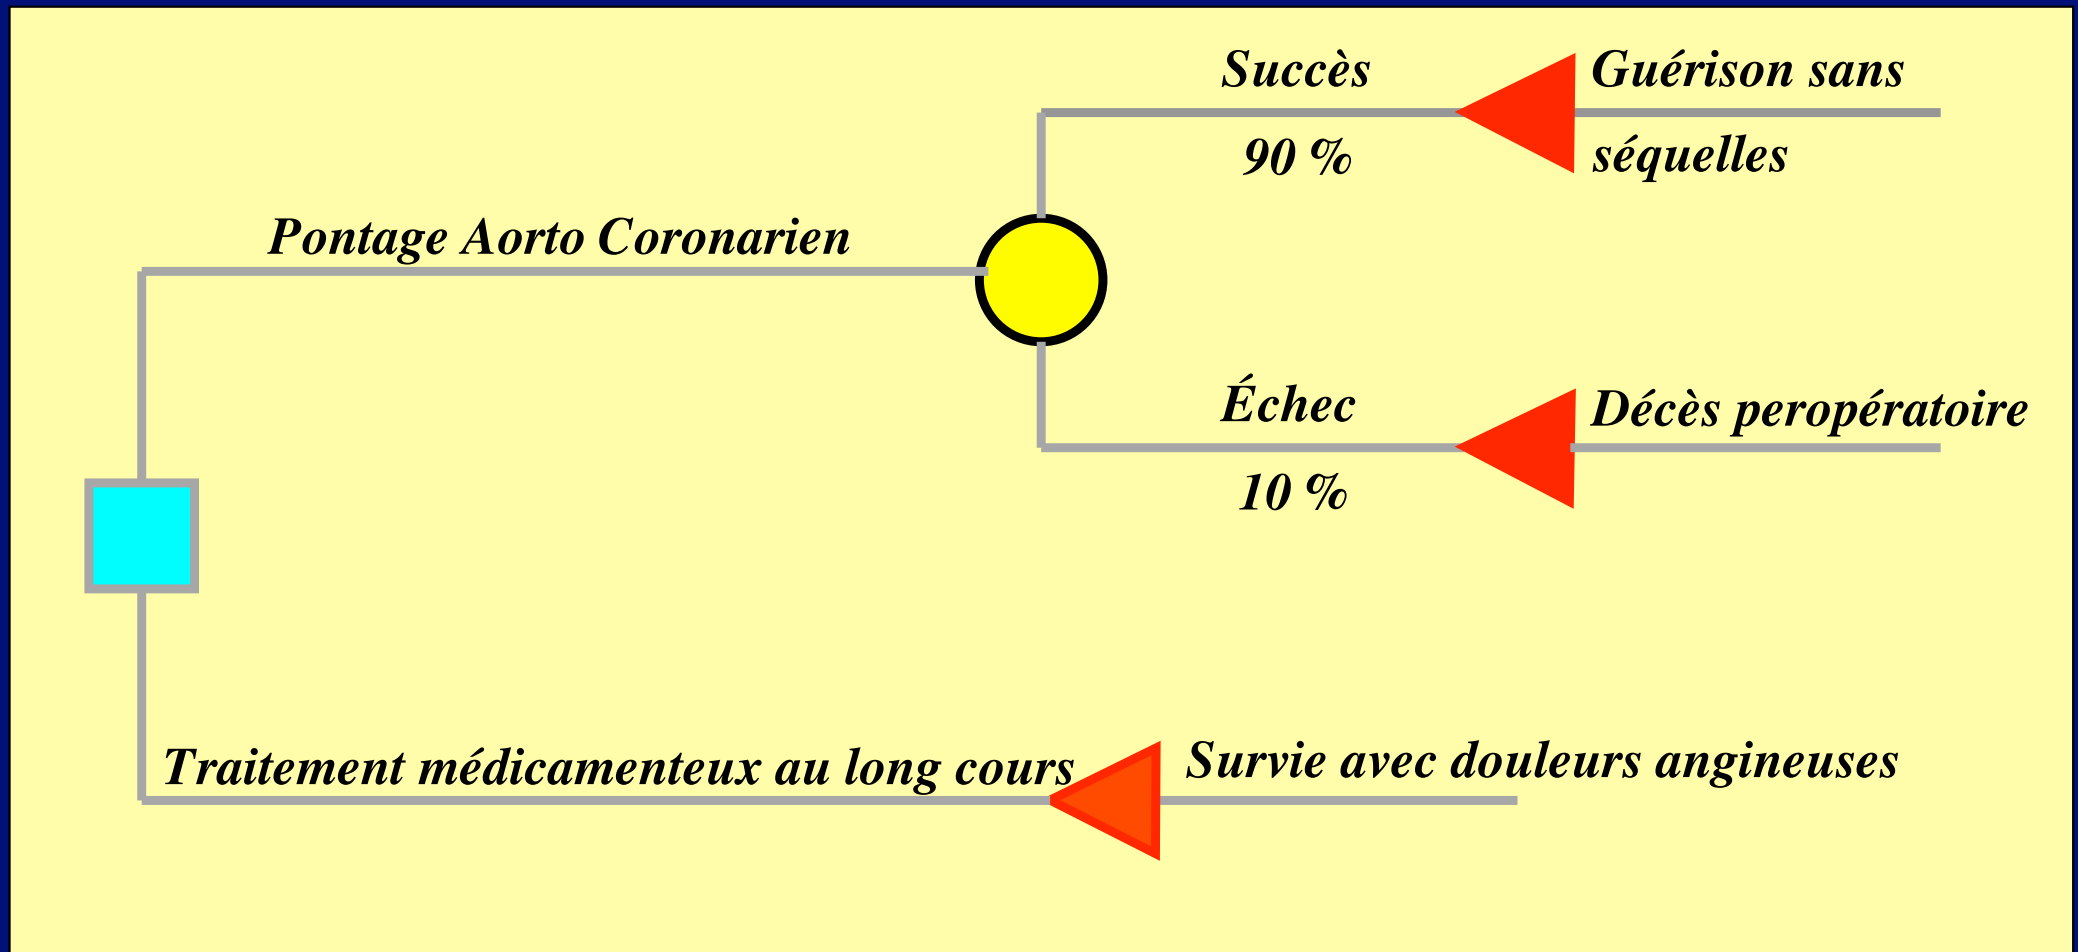 Succès
90 %
Guérison sans
séquelles
Pontage Aorto Coronarien
Échec
10 %
Décès peropératoire
Traitement médicamenteux au long cours
Survie avec douleurs angineuses